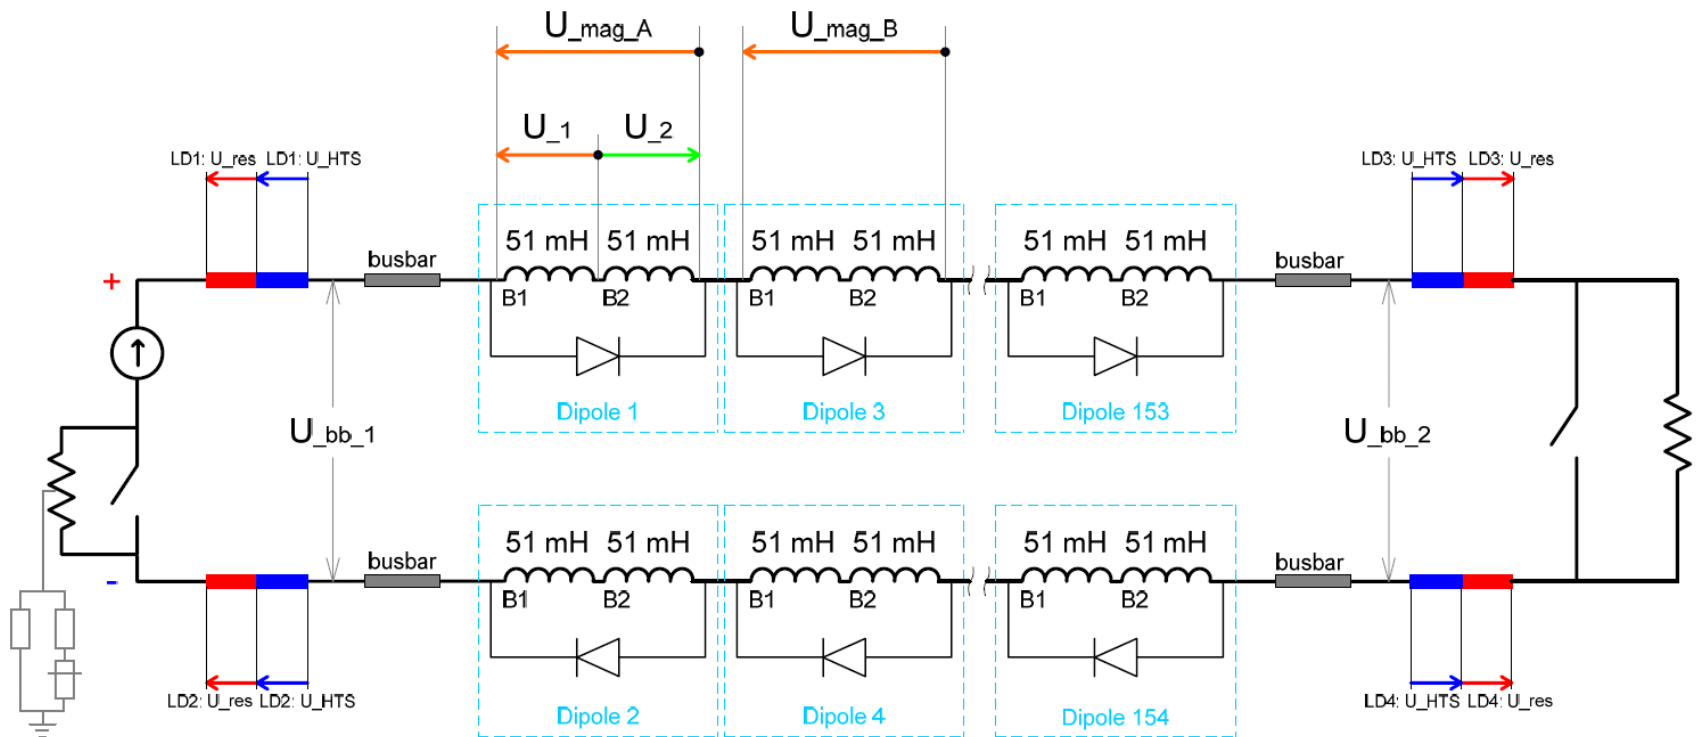 U_mag_A U_mag_B
U_1 U_2
LD1: U_res LD1: U_HTS LD3: U_HTS LD3: U_res
51 mH 51 mH 51 mH 51 mH 51 mH 51 mH
busbar busbar
+
B1 B2 B1 B2 B1 B2
Dipole 1 Dipole 3 Dipole 153
U_bb_1 U_bb_2
51 mH 51 mH 51 mH 51 mH 51 mH 51 mH
busbar busbar
-
B1 B2 B1 B2 B1 B2
LD2: U_res LD2: U_HTS LD4: U_HTS LD4: U_res
Dipole 2 Dipole 4 Dipole 154